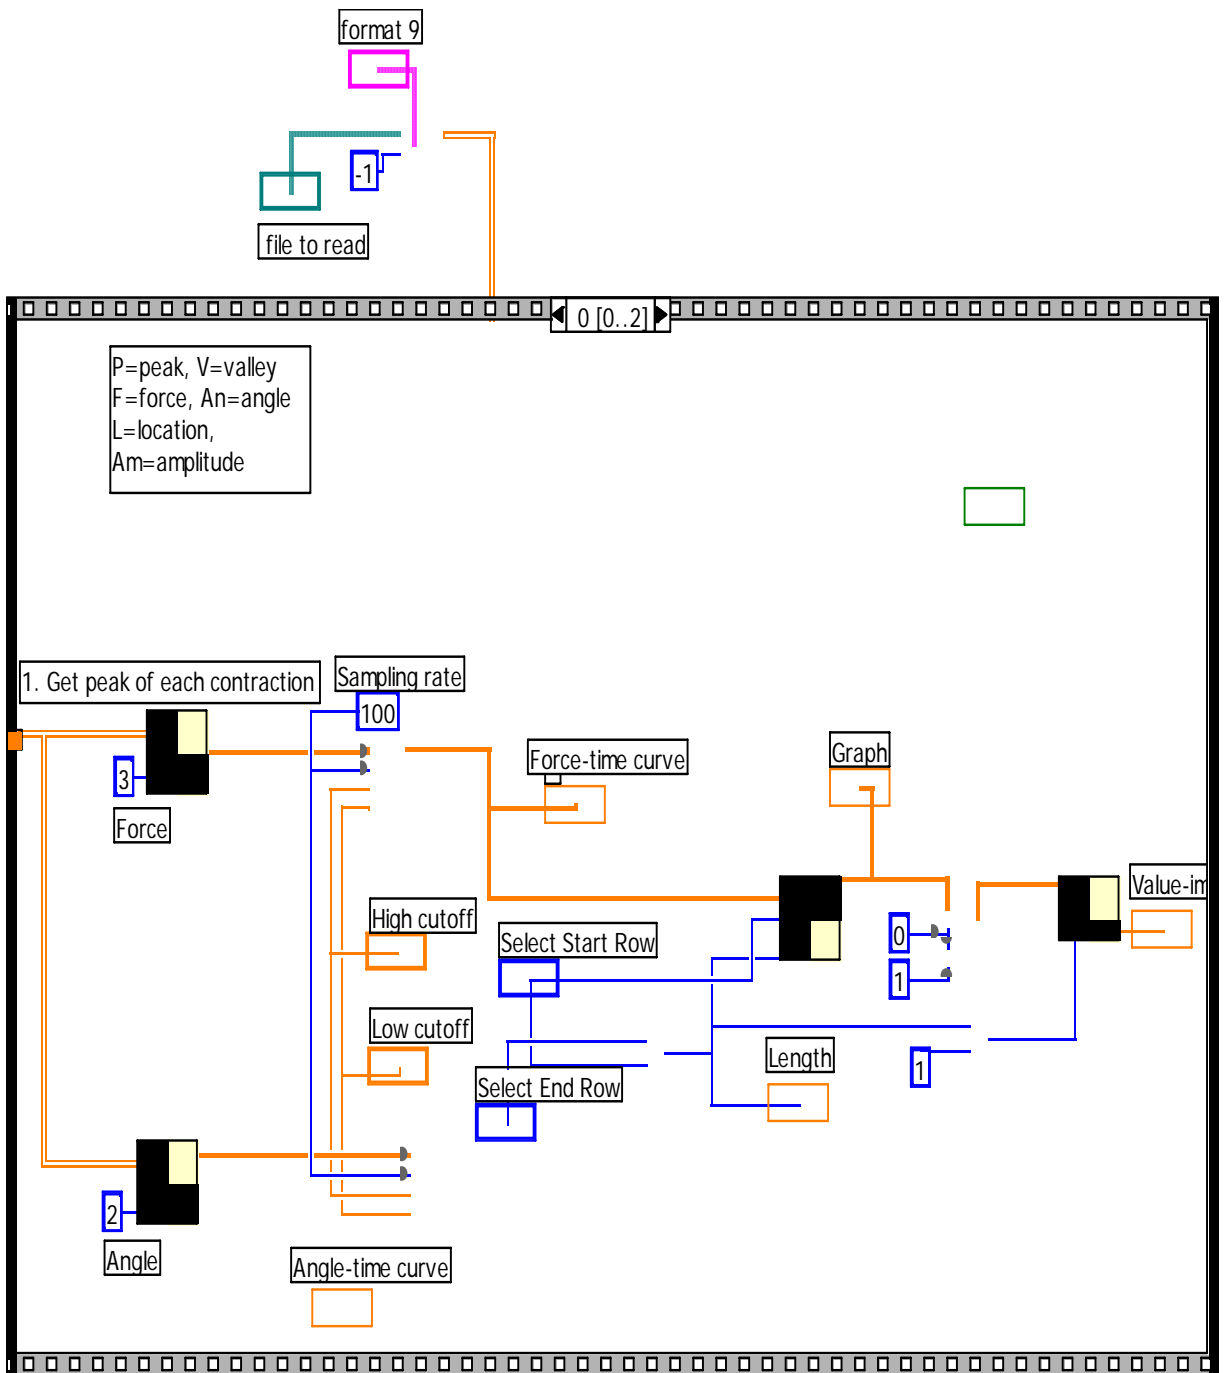 format 9
-1
file to read
0 [0..2]
P=peak, V=valley
F=force, An=angle
L=location,
Am=amplitude
1. Get peak of each contraction
Sampling rate
100
3
Force
Force-time curve
Graph
High cutoff
Select Start Row
0
1
Value-im
Low cutoff
Select End Row
Length
1
2
Angle
Angle-time curve